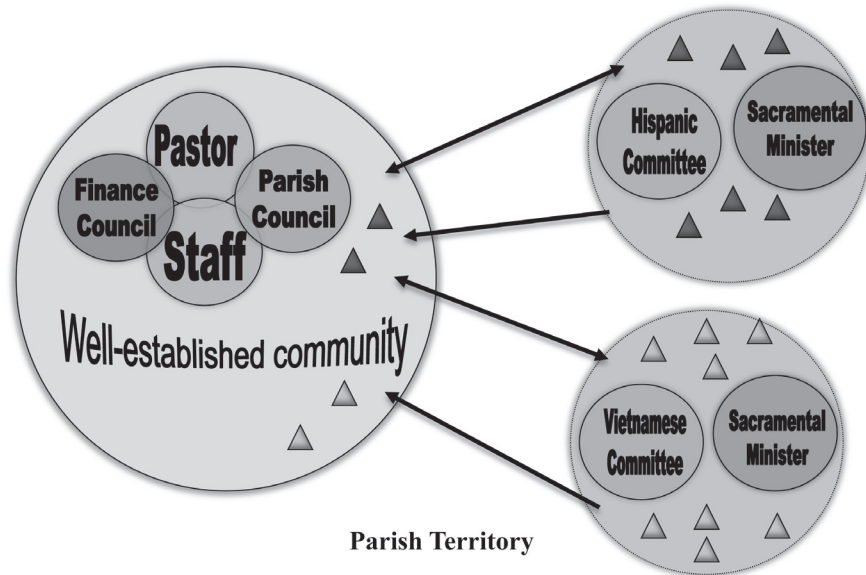 Pastor
Finance
Council
Parish
Council
Staff
Well-established community
Hispanic
Committee
Sacramental
Minister
Vietnamese
Committee
Sacramental
Minister
Parish Territory